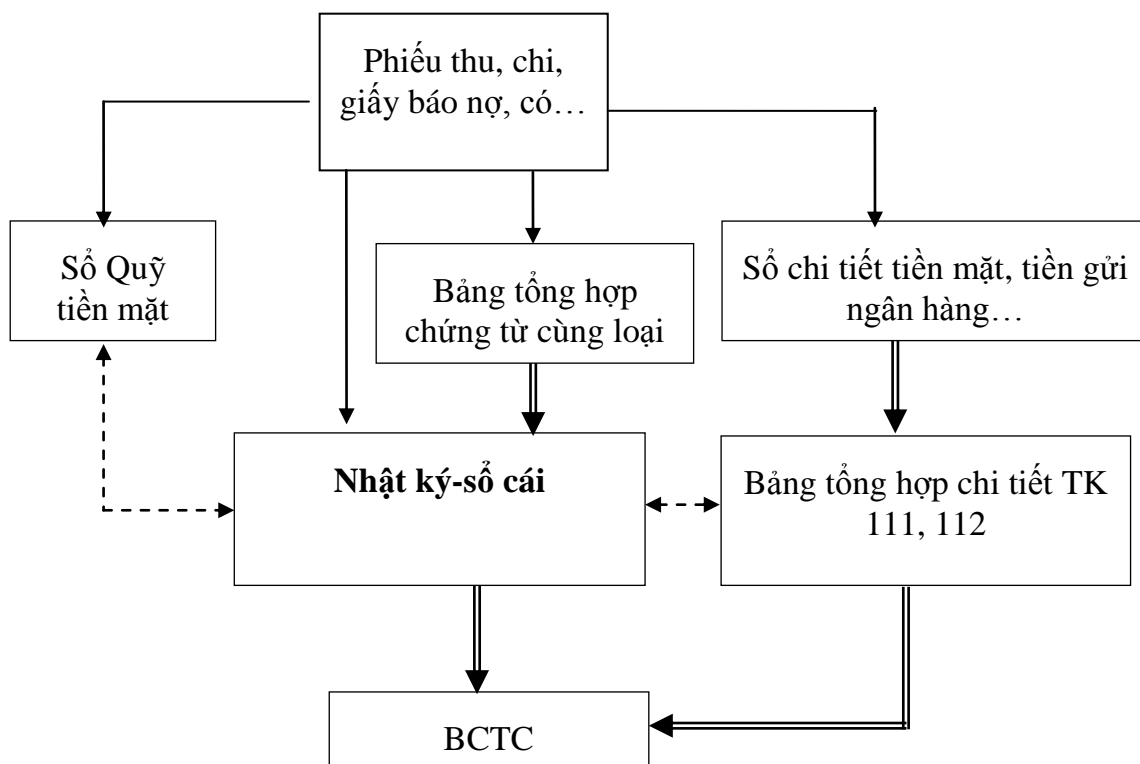 Phiếu thu, chi,
giấy báo nợ, có…
Sổ Quỹ
tiền mặt
Bảng tổng hợp
chứng từ cùng loại
Sổ chi tiết tiền mặt, tiền gửi
ngân hàng…
Nhật ký-sổ cái
Bảng tổng hợp chi tiết TK
111, 112
BCTC